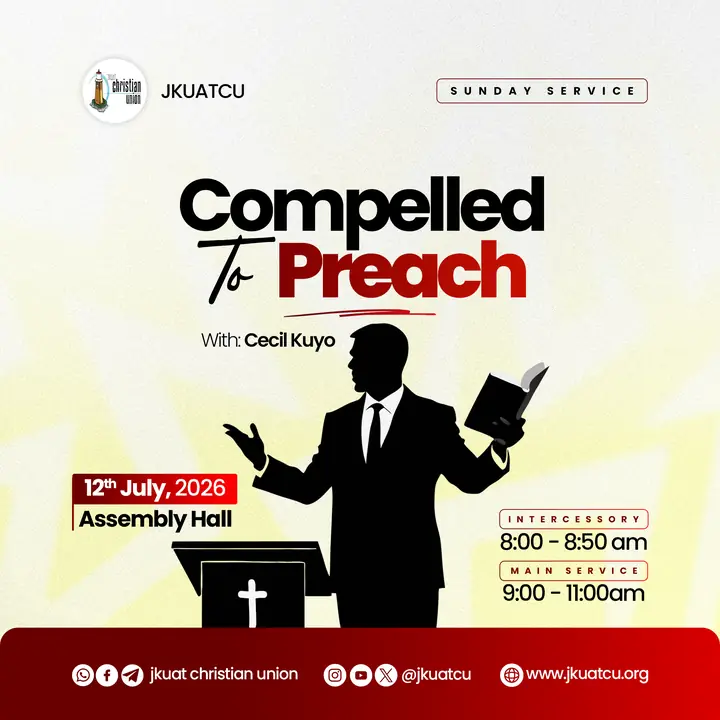 christian
union
JKUATCU
SUNDAY SERVICE
Compelled
To Preach
With: Cecil Kuyo
12th July, 2026
Assembly Hall
INTERCESSORY
8:00 - 8:50 am
MAIN SERVICE
9:00 - 11:00am
jkuat christian union
@jkuatcu
www.jkuatcu.org